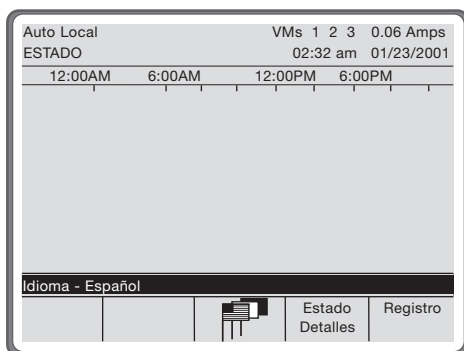 Auto Local VMs 1 2 3 0.06 Amps
ESTADO 02:32 am 01/23/2001
12:00AM 6:00AM 12:00PM 6:00PM
Idioma - Español
Estado Registro
Detalles